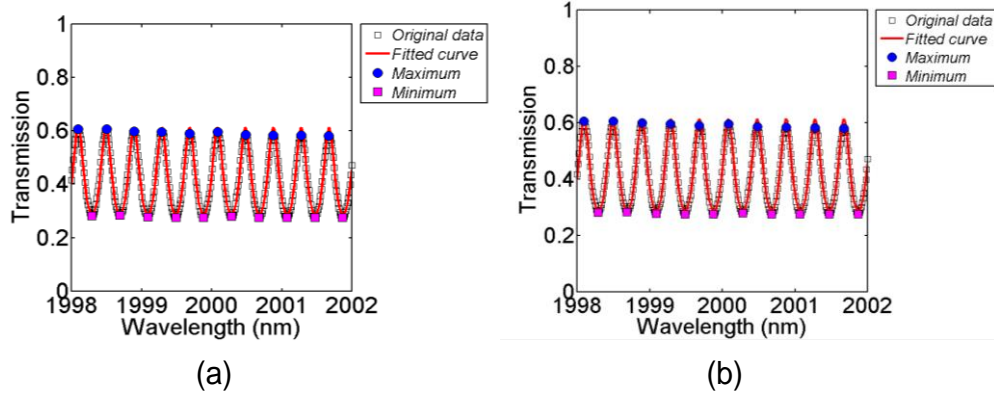 1
0.8
0.6
0.4
0.2
0
Transmission
1998 1999 2000 2001 2002
Wavelength (nm)
Original data
Fitted curve
Maximum
Minimum
(a)
1
0.8
0.6
0.4
0.2
0
Transmission
1998 1999 2000 2001 2002
Wavelength (nm)
Original data
Fitted curve
Maximum
Minimum
(b)